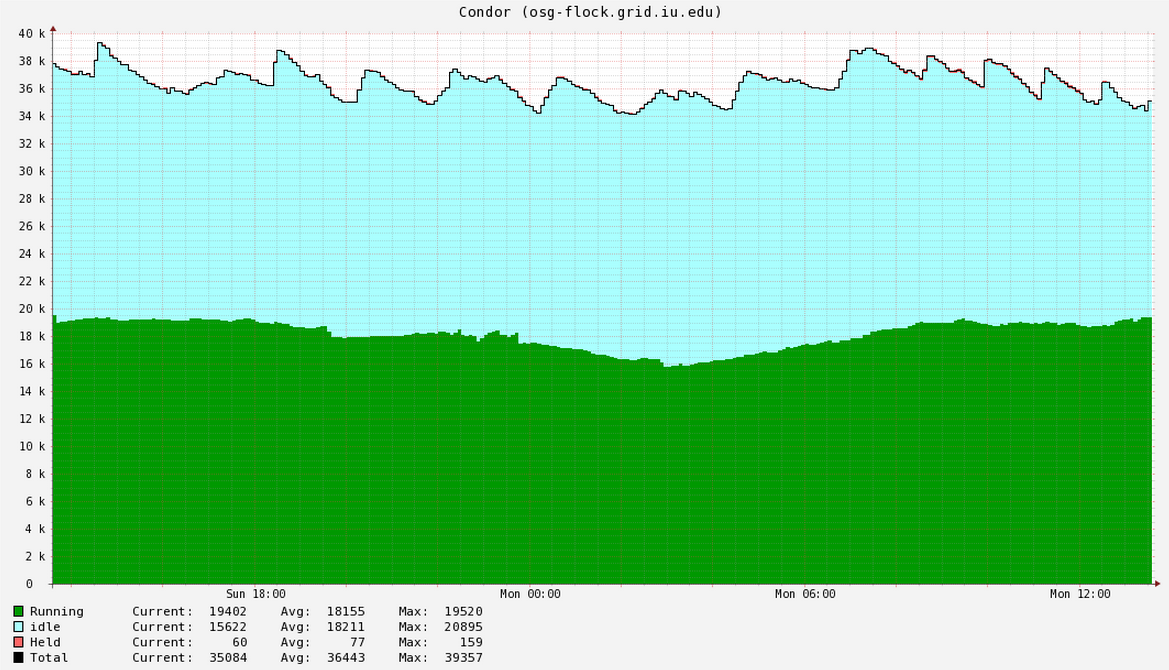 Condor (osg-flock.grid.iu.edu)
40 k
38 k
36 k
34 k
32 k
30 k
28 k
26 k
24 k
22 k
20 k
18 k
16 k
14 k
12 k
10 k
8 k
6 k
4 k
2 k
0
Sun 18:00 Mon 00:00 Mon 06:00 Mon 12:00
Running Current: 19402 Avg: 18155 Max: 19520
idle Current: 15622 Avg: 18211 Max: 20895
Held Current: 60 Avg: 77 Max: 159
Total Current: 35084 Avg: 36443 Max: 39357